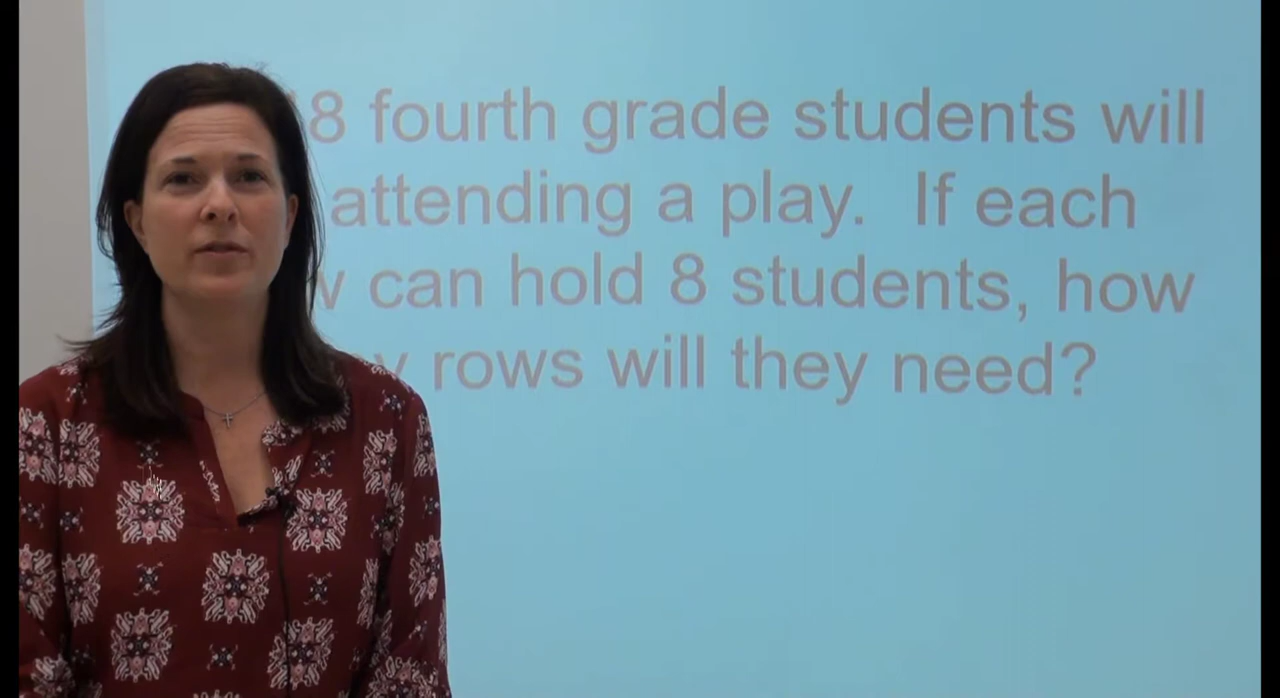 8 fourth grade students will
attending a play. If each
can hold 8 students, how
rows will they need?